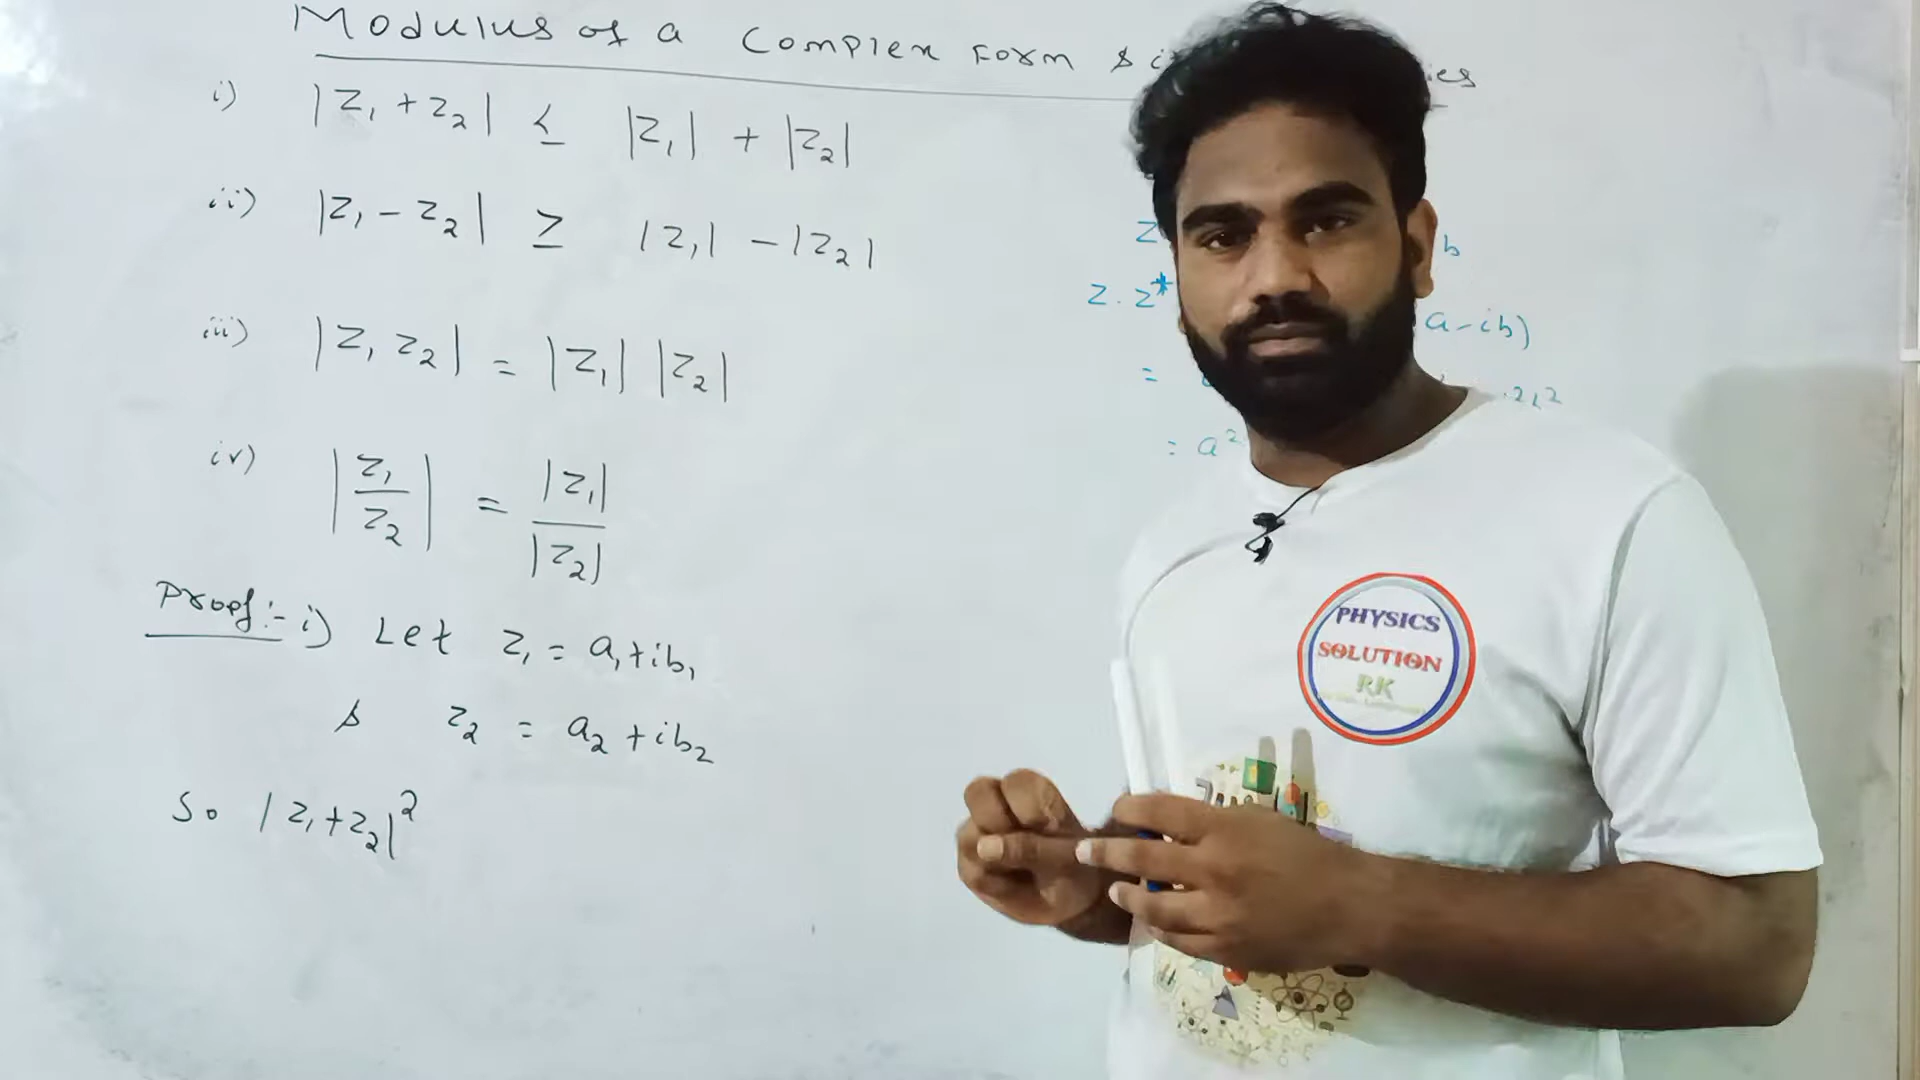 Modulus of a Complex Form & its
i) |z₁ + z₂| ≤ |z₁| + |z₂|
ii) |z₁ - z₂| ≥ |z₁| - |z₂|
iii) |z₁ z₂| = |z₁| |z₂|
iv) |z₁/z₂| = |z₁|/|z₂|
Proof:- i) Let z₁ = a₁+ib₁
& z₂ = a₂+ib₂
So |z₁+z₂|²
z b
z.z* a-ib)
=
= a²
PHYSICS
SOLUTION
RK